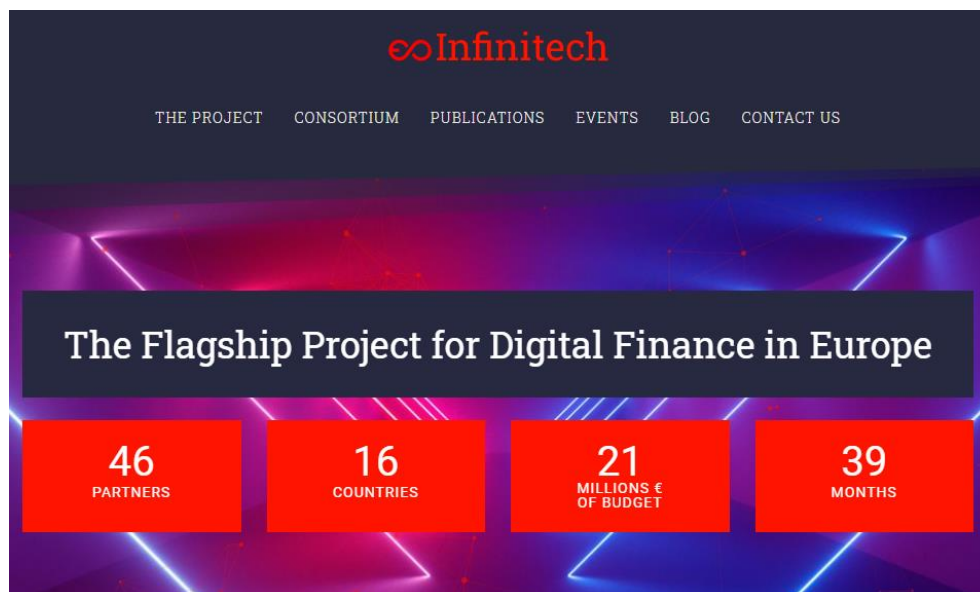 Infinitech
THE PROJECT CONSORTIUM PUBLICATIONS EVENTS BLOG CONTACT US
The Flagship Project for Digital Finance in Europe
46
PARTNERS
16
COUNTRIES
21
MILLIONS €
OF BUDGET
39
MONTHS